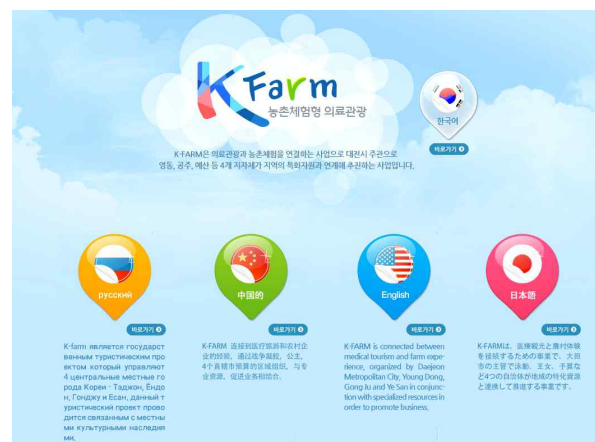 K Farm
농촌체험형 의료관광
한국어
바로가기
K-FARM은 의료관광과 농촌체험을 연결하는 사업으로 대전시 주관으로
영동, 공주, 예산 등 4개 지자체가 지역의 특화자원과 연계해 추진하는 사업입니다.
русский
바로가기
K-farm является государст
венным туристическим про
ектом который управляют
4 центральные местные го
рода Кореи - Таджон, Ёндо
н, Гонджу и Есан, данный т
уристический проект прово
дится связанным с местны
ми культурными наследия
ми.
中国的
바로가기
K-FARM 连接到医疗旅游和农村企
业的经验，通过战争凝胶，公主，
4个直辖市预算的区域组织，与专
业资源，促进业务相结合。
English
바로가기
K-FARM is connected between
medical tourism and farm expe-
rience, organized by Daejeon
Metropolitan City, Young Dong,
Gong Ju and Ye San in conjunc-
tion with specialized resources in
order to promote business.
日本語
바로가기
K-FARMは、医療観光と農村体験
を接続するための事業で、大田
市の主管で泳動、王女、予算な
ど4つの自治体が地域の特化資源
と連携して推進する事業です。